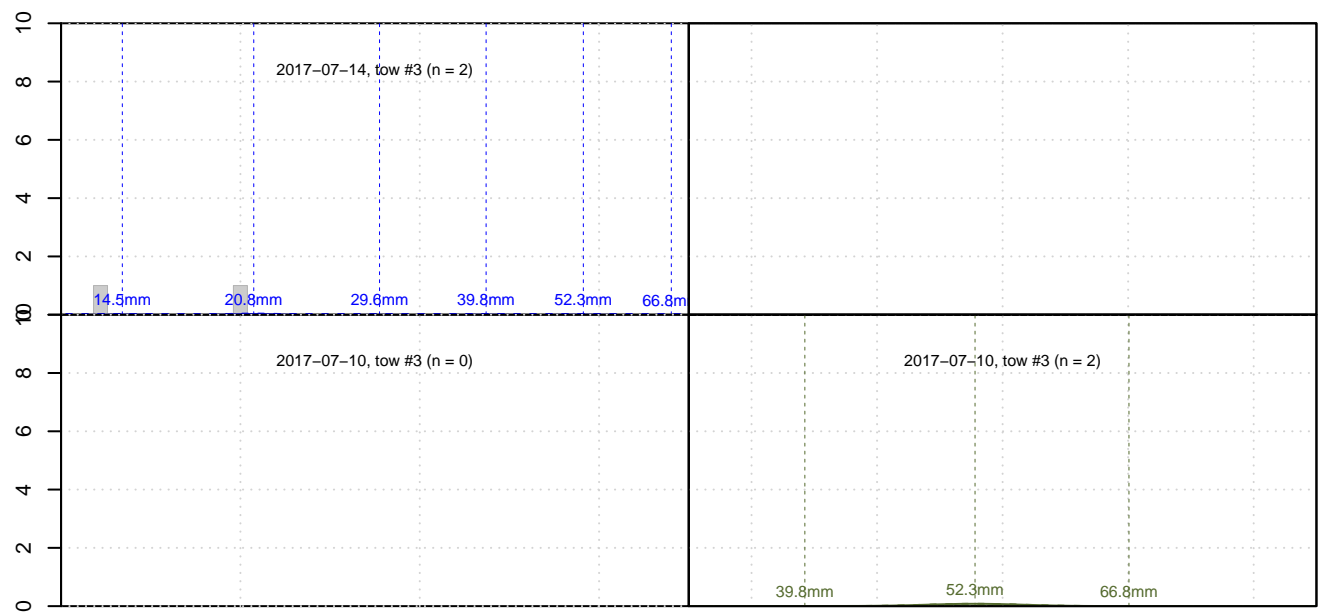 10
8
6
4
2
0
2017−07−14, tow #3 (n = 2)
14.5mm 20.8mm 29.6mm 39.8mm 52.3mm 66.8m
10
8
6
4
2
0
2017−07−10, tow #3 (n = 0)
2017−07−10, tow #3 (n = 2)
39.8mm 52.3mm 66.8mm